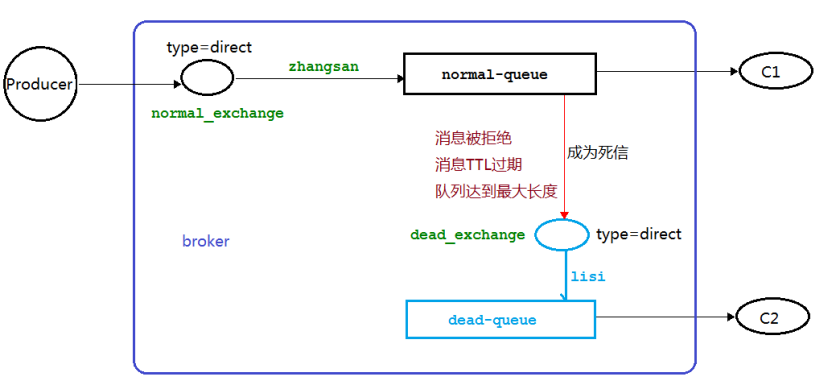 type=direct
Producer
zhangsan
normal-queue
C1
normal_exchange
消息被拒绝
消息TTL过期
成为死信
队列达到最大长度
broker
dead_exchange
type=direct
lisi
dead-queue
C2